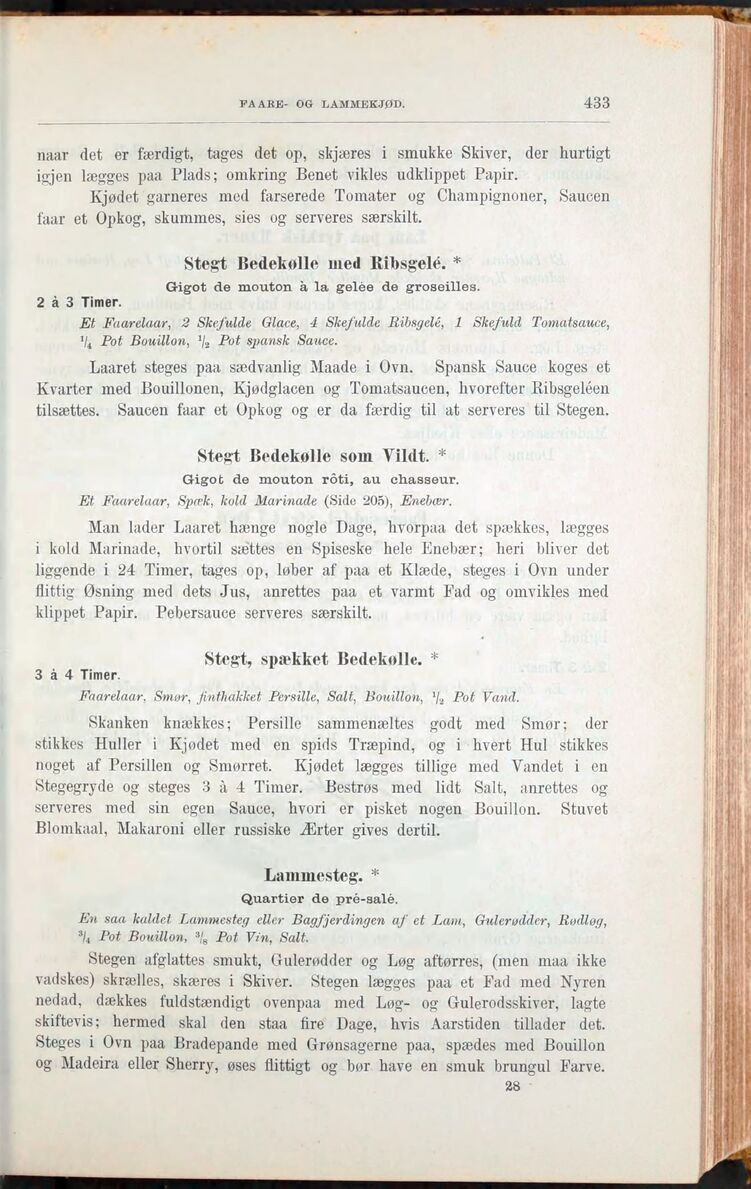 FAARE- OG LAMMEKJØD. 433
naar det er færdigt, tages det op, skjæres i smukke Skiver, der hurtigt
igjen lægges paa Plads; omkring Benet vikles udklippet Papir.
Kjødet garneres med farserede Tomater og Champignoner, Saucen
faar et Opkog, skummes, sies og serveres særskilt.
Stegt Bedekølle med Ribsgelé. *
Gigot de mouton à la gelée de groseilles.
2 à 3 Timer.
Et Faarelaar, 2 Skefulde Glace, 4 Skefulde Ribsgelé, 1 Skefuld Tomatsauce,
1/4 Pot Bouillon, 1/2 Pot spansk Sauce.
Laaret steges paa sædvanlig Maade i Ovn. Spansk Sauce koges et
Kvarter med Bouillonen, Kjødglacen og Tomatsaucen, hvorefter Ribsgeléen
tilsættes. Saucen faar et Opkog og er da færdig til at serveres til Stegen.
Stegt Bedekølle som Vildt. *
Gigot de mouton rôti, au chasseur.
Et Faarelaar, Spæk, kold Marinade (Side 205), Enebær.
Man lader Laaret hænge nogle Dage, hvorpaa det spækkes, lægges
i kold Marinade, hvortil sættes en Spiseske hele Enebær; heri bliver det
liggende i 24 Timer, tages op, løber af paa et Klæde, steges i Ovn under
flittig Øsning med dets Jus, anrettes paa et varmt Fad og omvikles med
klippet Papir. Pebersauce serveres særskilt.
Stegt, spækket Bedekølle. *
3 à 4 Timer.
Faarelaar, Smør, finthakket Persille, Salt, Bouillon, 1/2 Pot Vand.
Skanken knækkes; Persille sammenæltes godt med Smør; der
stikkes Huller i Kjødet med en spids Træpind, og i hvert Hul stikkes
noget af Persillen og Smørret. Kjødet lægges tillige med Vandet i en
Stegegryde og steges 3 à 4 Timer. Bestrøs med lidt Salt, anrettes og
serveres med sin egen Sauce, hvori er pisket nogen Bouillon. Stuvet
Blomkaal, Makaroni eller russiske Ærter gives dertil.
Lammesteg. *
Quartier de pré-salé.
En saa kaldet Lammesteg eller Bagfjerdingen af et Lam, Gulerødder, Rødløg,
3/4 Pot Bouillon, 3/8 Pot Vin, Salt.
Stegen afglattes smukt, Gulerødder og Løg aftørres, (men maa ikke
vadskes) skrælles, skæres i Skiver. Stegen lægges paa et Fad med Nyren
nedad, dækkes fuldstændigt ovenpaa med Løg- og Gulerodsskiver, lagte
skiftevis; hermed skal den staa fire Dage, hvis Aarstiden tillader det.
Steges i Ovn paa Bradepande med Grønsagerne paa, spædes med Bouillon
og Madeira eller Sherry, øses flittigt og bør have en smuk brungul Farve.
28